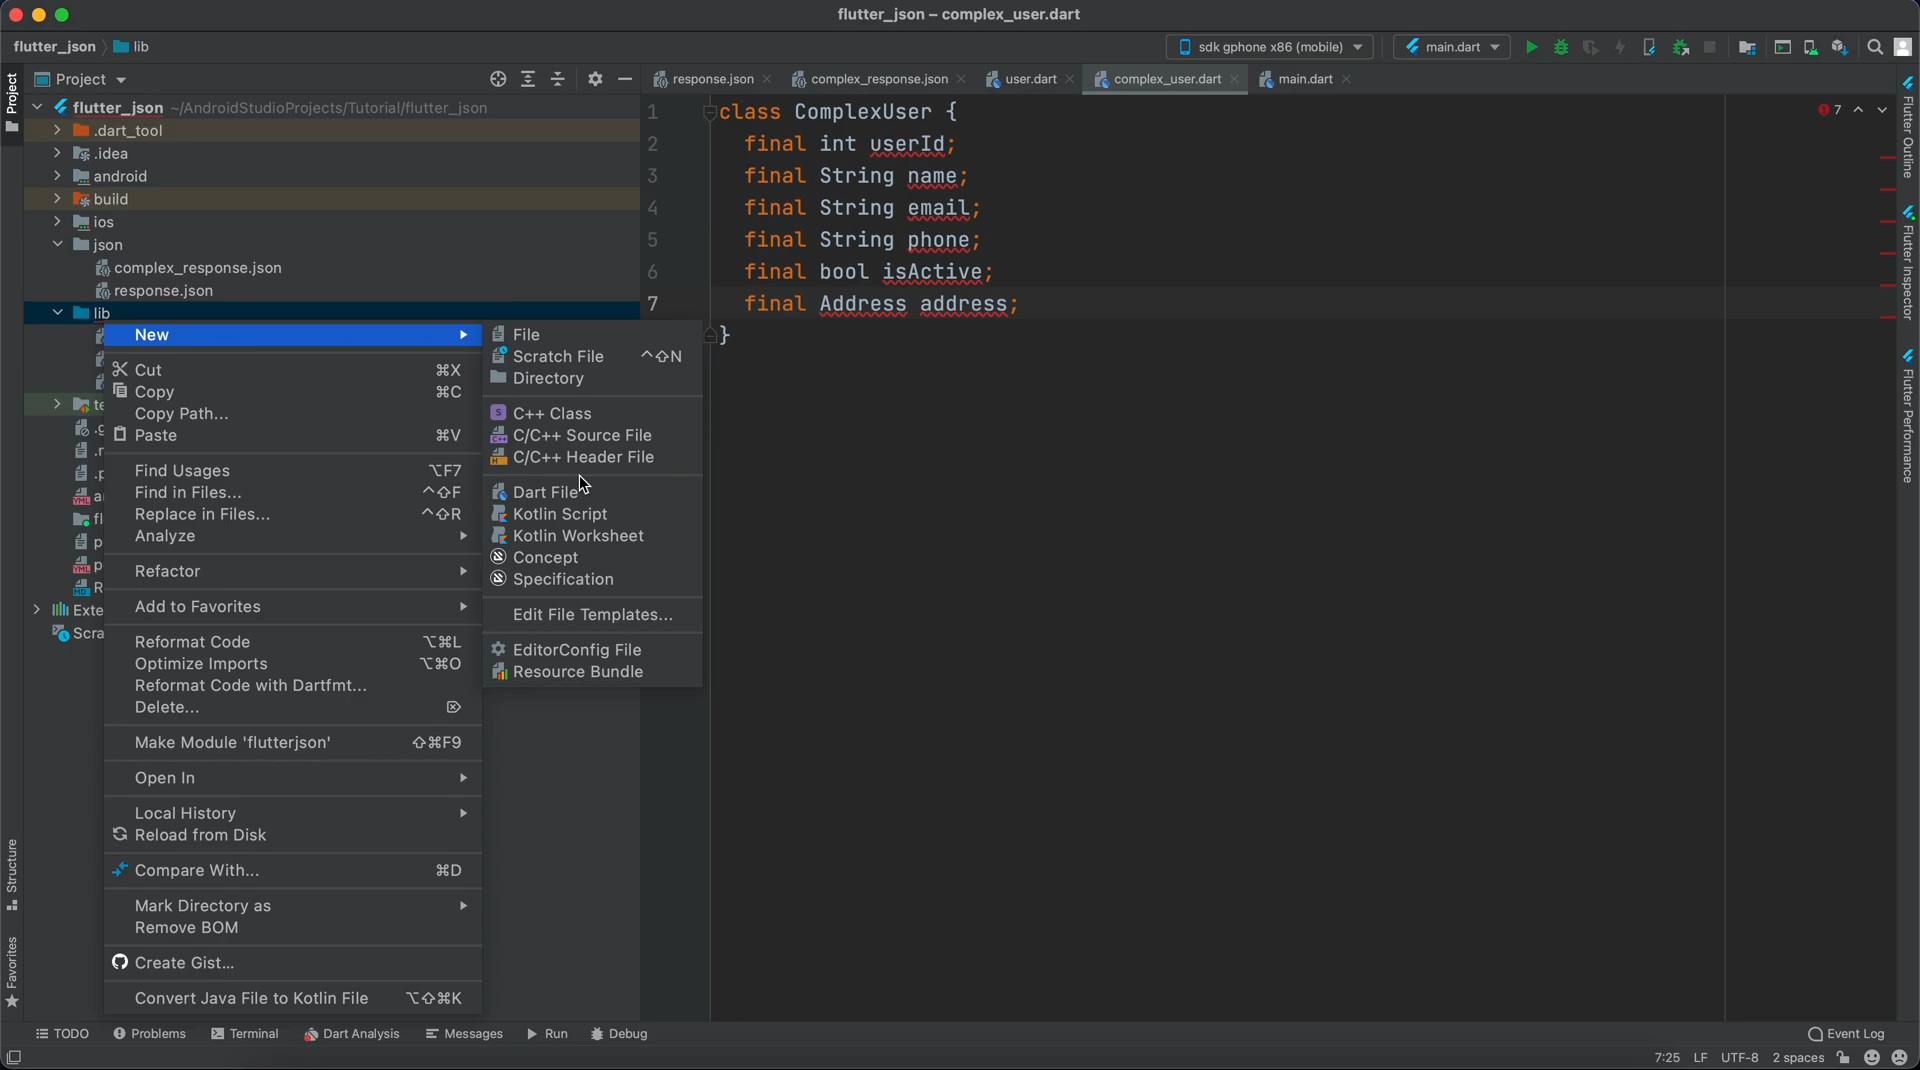 flutter_json – complex_user.dart
flutter_json
lib
sdk gphone x86 (mobile)
main.dart
Project
response.json
complex_response.json
user.dart
complex_user.dart
main.dart
Project
flutter_json ~/AndroidStudioProjects/Tutorial/flutter_json
.dart_tool
.idea
android
build
ios
json
complex_response.json
response.json
lib
te
.g
.r
.p
a
fl
p
p
R
Exte
Scra
New
Cut ⌘X
Copy ⌘C
Copy Path...
Paste ⌘V
Find Usages ⌥F7
Find in Files... ^⇧F
Replace in Files... ^⇧R
Analyze
Refactor
Add to Favorites
Reformat Code ⌥⌘L
Optimize Imports ⌥⌘O
Reformat Code with Dartfmt...
Delete... ⌦
Make Module 'flutterjson' ⇧⌘F9
Open In
Local History
Reload from Disk
Compare With... ⌘D
Mark Directory as
Remove BOM
Create Gist...
Convert Java File to Kotlin File ⌥⇧⌘K
File
Scratch File ^⇧N
Directory
C++ Class
C/C++ Source File
C/C++ Header File
Dart File
Kotlin Script
Kotlin Worksheet
Concept
Specification
Edit File Templates...
EditorConfig File
Resource Bundle
1 class ComplexUser {
2 final int userId;
3 final String name;
4 final String email;
5 final String phone;
6 final bool isActive;
7 final Address address;
}
7
Flutter Outline
Flutter Inspector
Flutter Performance
Structure
Favorites
TODO
Problems
Terminal
Dart Analysis
Messages
Run
Debug
Event Log
7:25 LF UTF-8 2 spaces